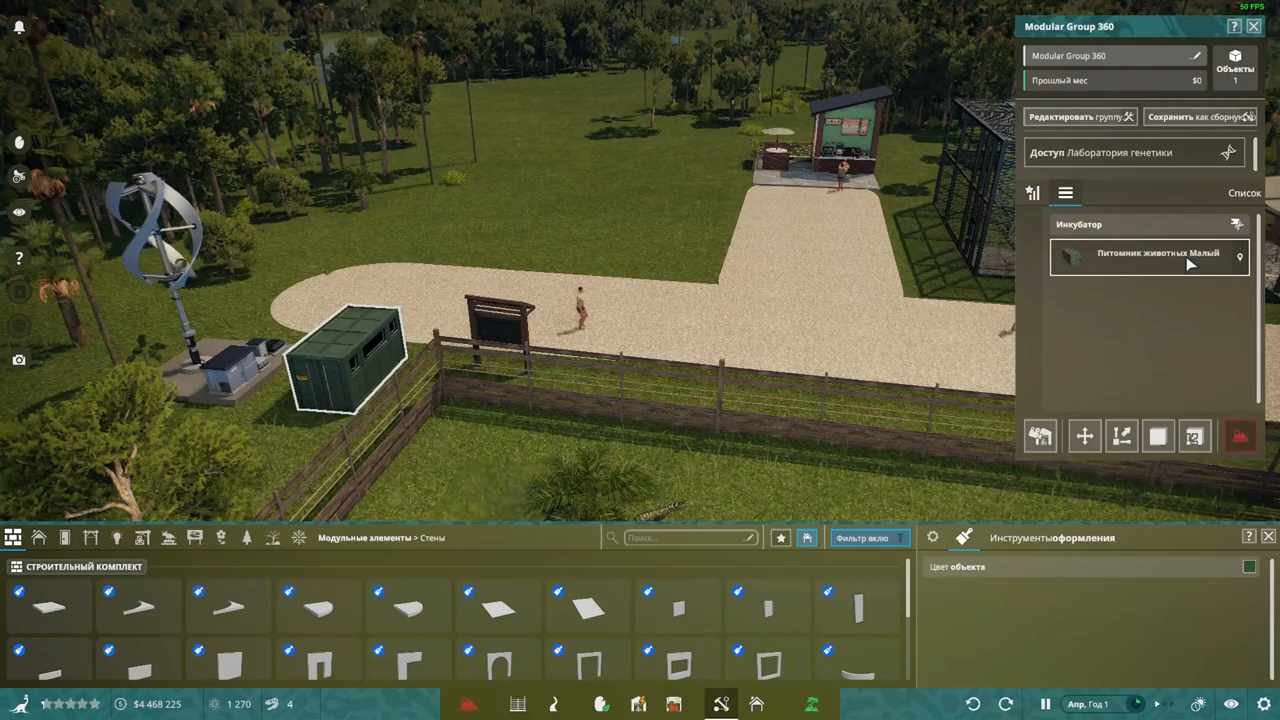 50 FPS
Modular Group 360
Modular Group 360
Прошлый мес $0
Объекты
1
Редактировать группу
Сохранить как сборную
Доступ Лаборатория генетики
Список
Инкубатор
Питомник животных Малый
Модульные элементы > Стены
Поиск...
Фильтр вклю
Инструменты оформления
СТРОИТЕЛЬНЫЙ КОМПЛЕКТ
Цвет объекта
$4 468 225
1 270
4
Апр, Год 1